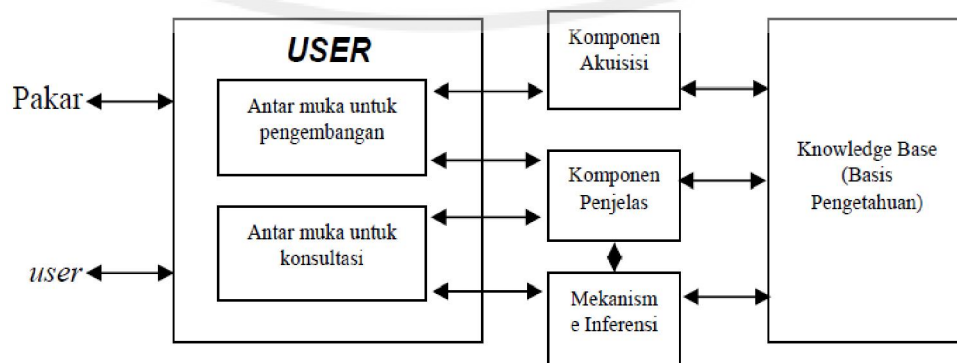 Pakar
user
USER
Antar muka untuk
pengembangan
Antar muka untuk
konsultasi
Komponen
Akuisisi
Komponen
Penjelas
Mekanism
e Inferensi
Knowledge Base
(Basis
Pengetahuan)